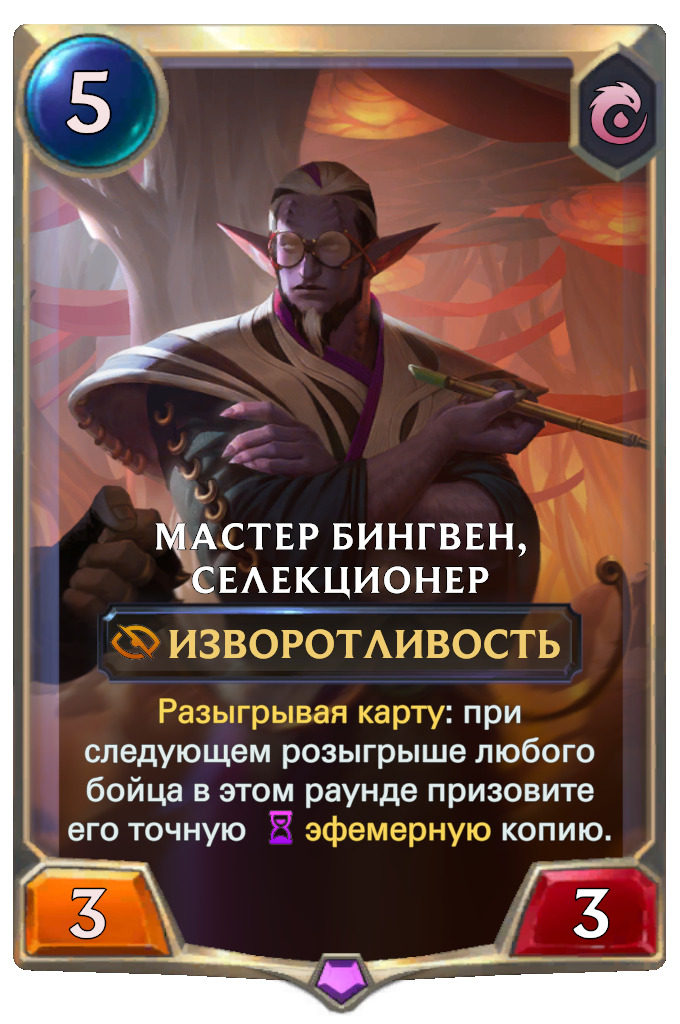 5
МАСТЕР БИНГВЕН,
СЕЛЕКЦИОНЕР
ИЗВОРОТЛИВОСТЬ
Разыгрывая карту: при
следующем розыгрыше любого
бойца в этом раунде призовите
его точную эфемерную копию.
3 3